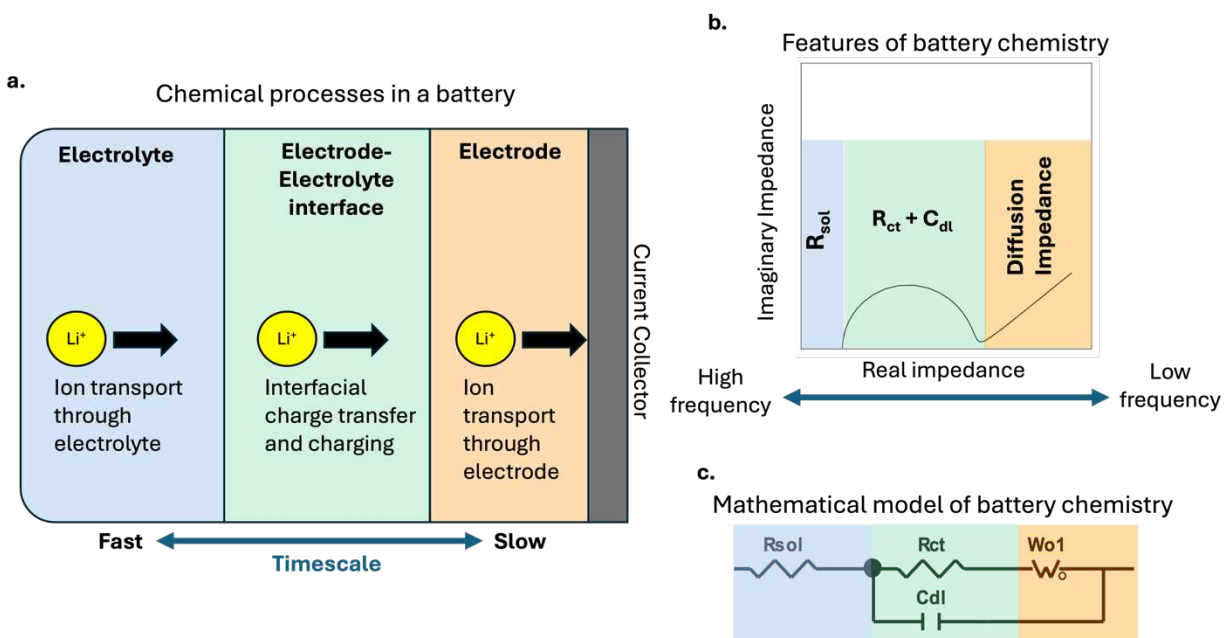 a.
Chemical processes in a battery
Electrolyte
Electrode-
Electrolyte
interface
Electrode
Li⁺
Li⁺
Li⁺
Ion transport
through
electrolyte
Interfacial
charge transfer
and charging
Ion
transport
through
electrode
Current Collector
Fast
Slow
Timescale
b.
Features of battery chemistry
Imaginary Impedance
Rsol
Rct + Cdl
Diffusion
Impedance
Real impedance
High
frequency
Low
frequency
c.
Mathematical model of battery chemistry
Rsol
Rct
Wo1
Cdl